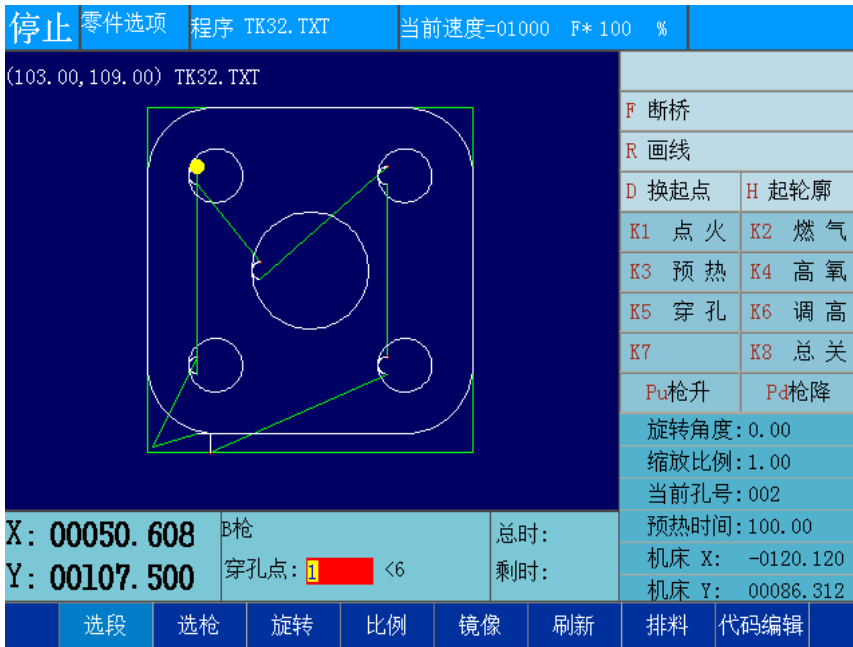 停止 零件选项 程序 TK32.TXT 当前速度=01000 F* 100 %
(103.00,109.00) TK32.TXT
F 断桥
R 画线
D 换起点 H 起轮廓
K1 点 火 K2 燃 气
K3 预 热 K4 高 氧
K5 穿 孔 K6 调 高
K7 K8 总 关
Pu枪升 Pd枪降
旋转角度:0.00
缩放比例:1.00
当前孔号:002
预热时间:100.00
机床 X: -0120.120
机床 Y: 00086.312
X: 00050.608 B枪 总时:
Y: 00107.500 穿孔点: 1 <6 剩时:
选段 选枪 旋转 比例 镜像 刷新 排料 代码编辑